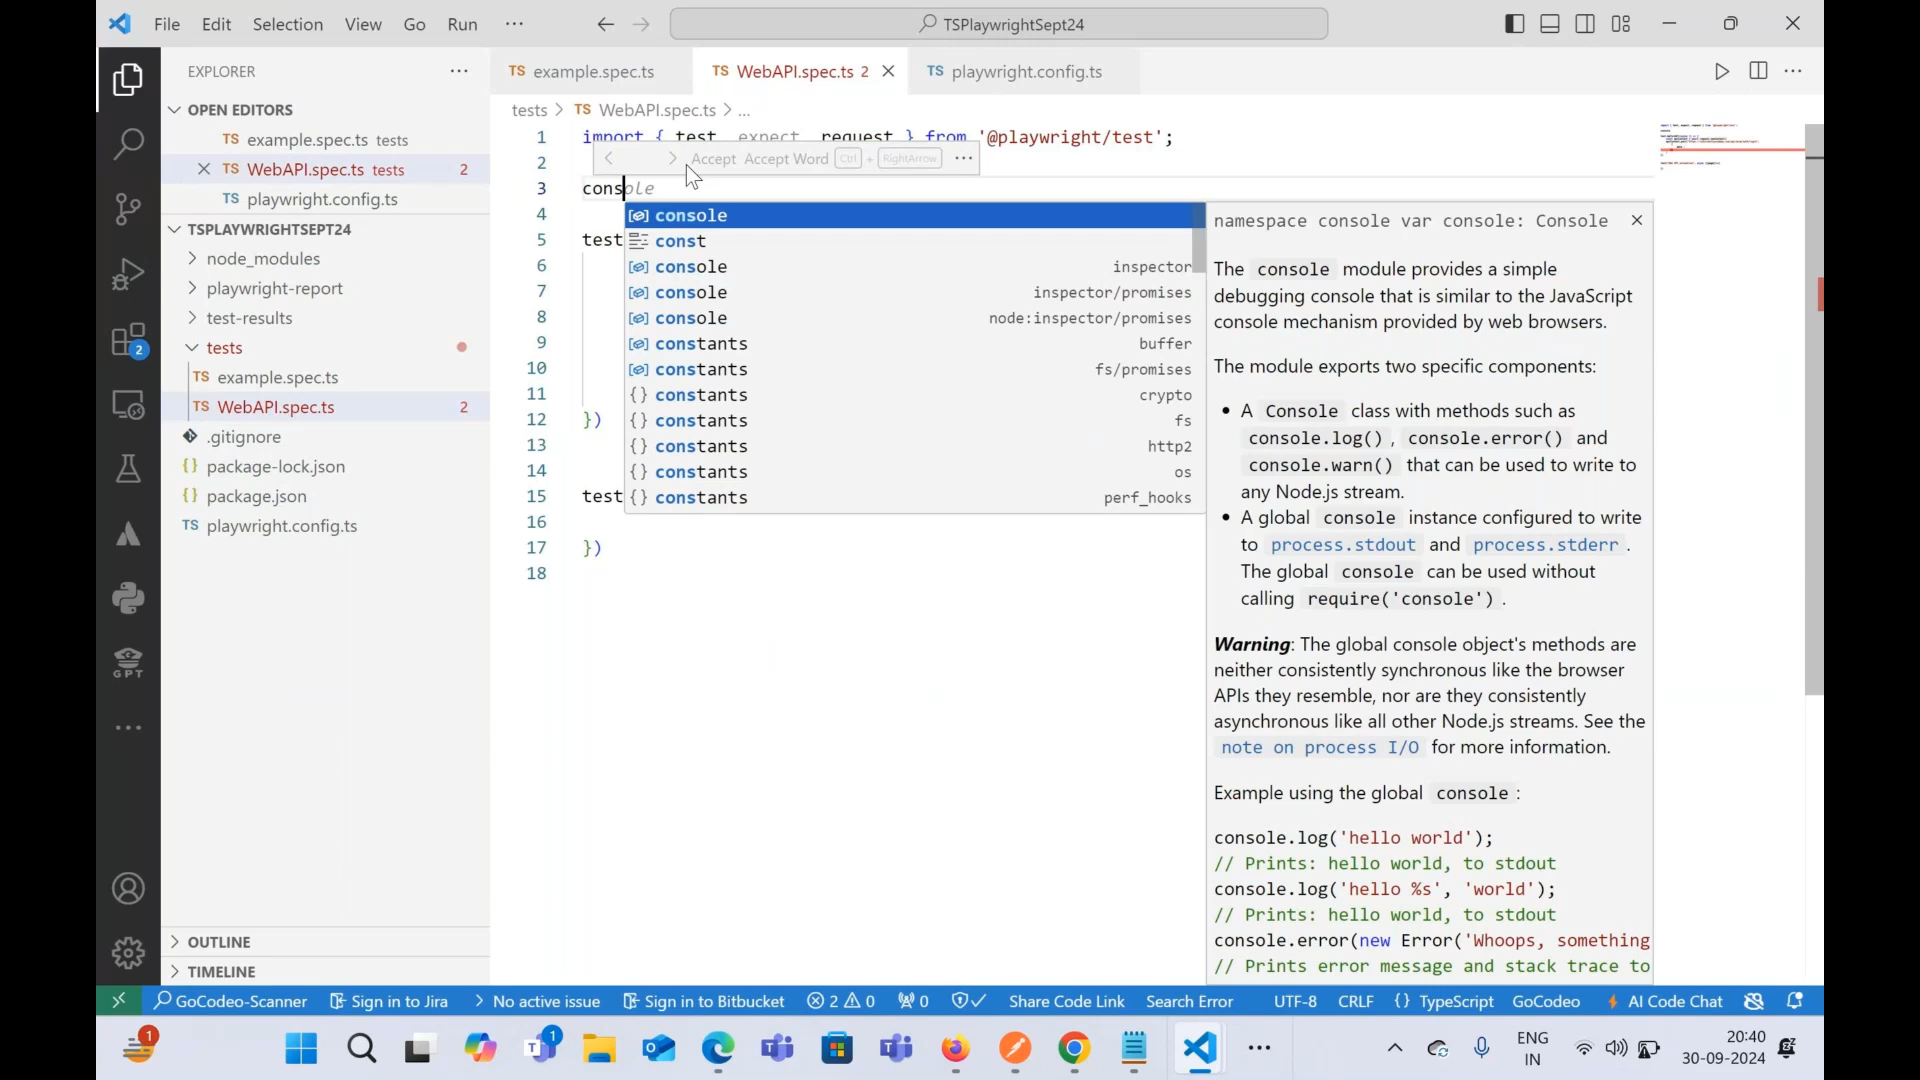 File Edit Selection View Go Run ···
TSPlaywrightSept24
EXPLORER ···
OPEN EDITORS
TS example.spec.ts tests
TS WebAPI.spec.ts tests 2
TS playwright.config.ts
TSPLAYWRIGHTSEPT24
node_modules
playwright-report
test-results
tests
TS example.spec.ts
TS WebAPI.spec.ts 2
.gitignore
{} package-lock.json
{} package.json
TS playwright.config.ts
OUTLINE
TIMELINE
2
GPT
TS example.spec.ts
TS WebAPI.spec.ts 2
TS playwright.config.ts
tests > TS WebAPI.spec.ts > ...
1 import { test, expect, request } from '@playwright/test';
Accept Accept Word Ctrl + RightArrow ···
2
3 console
4
5 test
6
7
8
9
10
11
12 })
13
14
15 test
16
17 })
18
console
const
console inspector
console inspector/promises
console node:inspector/promises
constants buffer
constants fs/promises
{} constants crypto
{} constants fs
{} constants http2
{} constants os
{} constants perf_hooks
namespace console var console: Console
The console module provides a simple
debugging console that is similar to the JavaScript
console mechanism provided by web browsers.
The module exports two specific components:
• A Console class with methods such as
console.log(), console.error() and
console.warn() that can be used to write to
any Node.js stream.
• A global console instance configured to write
to process.stdout and process.stderr.
The global console can be used without
calling require('console').
Warning: The global console object's methods are
neither consistently synchronous like the browser
APIs they resemble, nor are they consistently
asynchronous like all other Node.js streams. See the
note on process I/O for more information.
Example using the global console:
console.log('hello world');
// Prints: hello world, to stdout
console.log('hello %s', 'world');
// Prints: hello world, to stdout
console.error(new Error('Whoops, something
// Prints error message and stack trace to
GoCodeo-Scanner Sign in to Jira No active issue Sign in to Bitbucket 2 0 0 Share Code Link Search Error UTF-8 CRLF {} TypeScript GoCodeo AI Code Chat
1
1
ENG
IN
20:40
30-09-2024